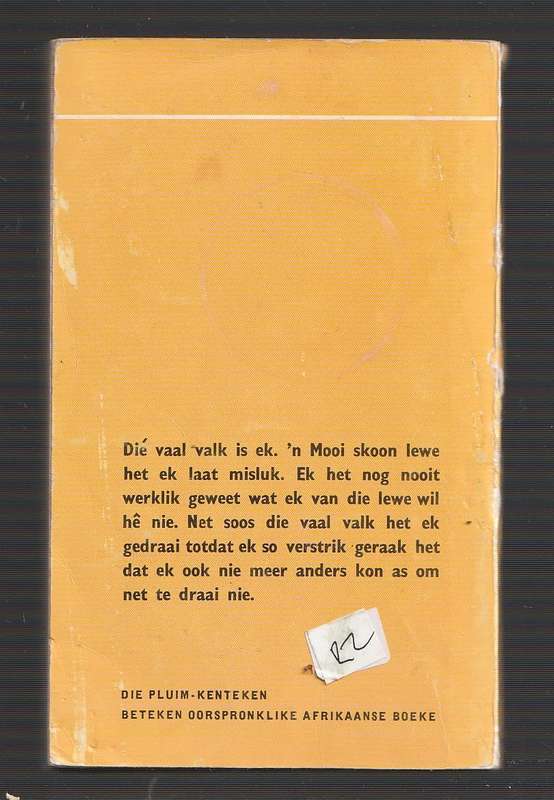 Dié vaal valk is ek. 'n Mooi skoon lewe
het ek laat misluk. Ek het nog nooit
werklik geweet wat ek van die lewe wil
hê nie. Net soos die vaal valk het ek
gedraai totdat ek so verstrik geraak het
dat ek ook nie meer anders kon as om
net te draai nie.
R2
DIE PLUIM-KENTEKEN
BETEKEN OORSPRONKLIKE AFRIKAANSE BOEKE